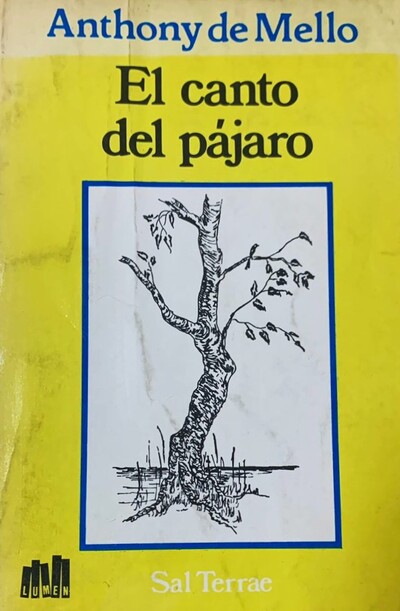 Anthony de Mello
El canto
del pájaro
LUMEN
Sal Terrae